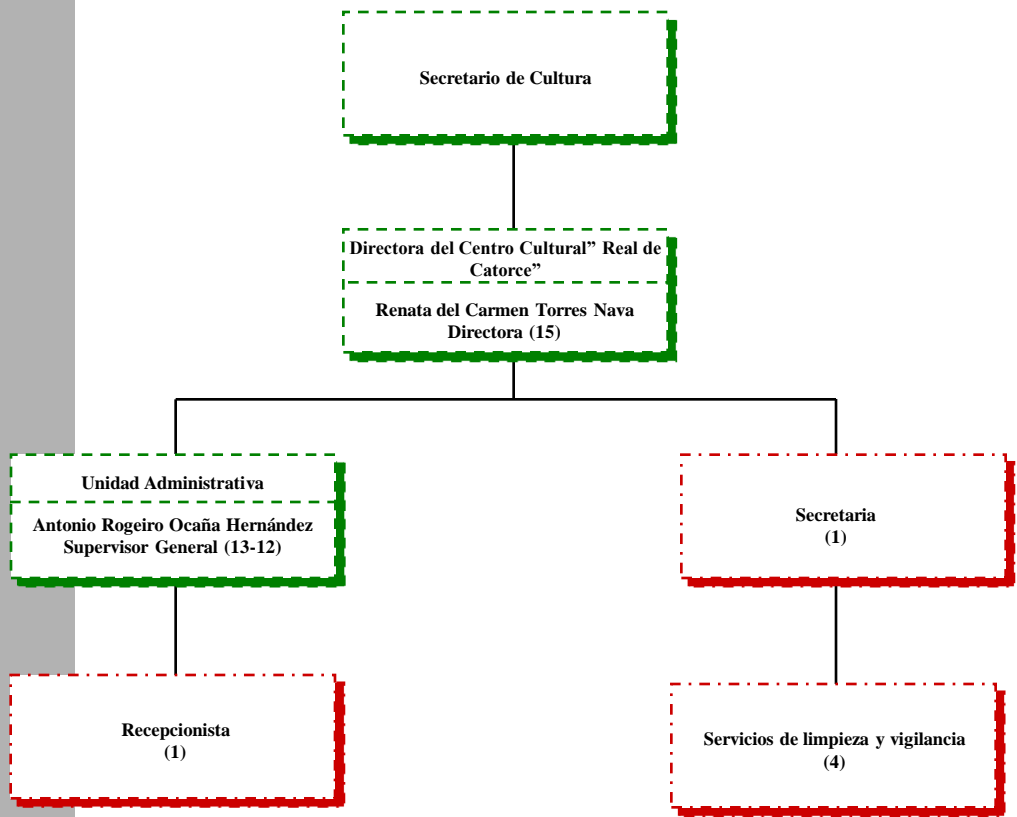 Secretario de Cultura
Directora del Centro Cultural” Real de
Catorce”
Renata del Carmen Torres Nava
Directora (15)
Unidad Administrativa
Antonio Rogeiro Ocaña Hernández
Supervisor General (13-12)
Secretaria
(1)
Recepcionista
(1)
Servicios de limpieza y vigilancia
(4)